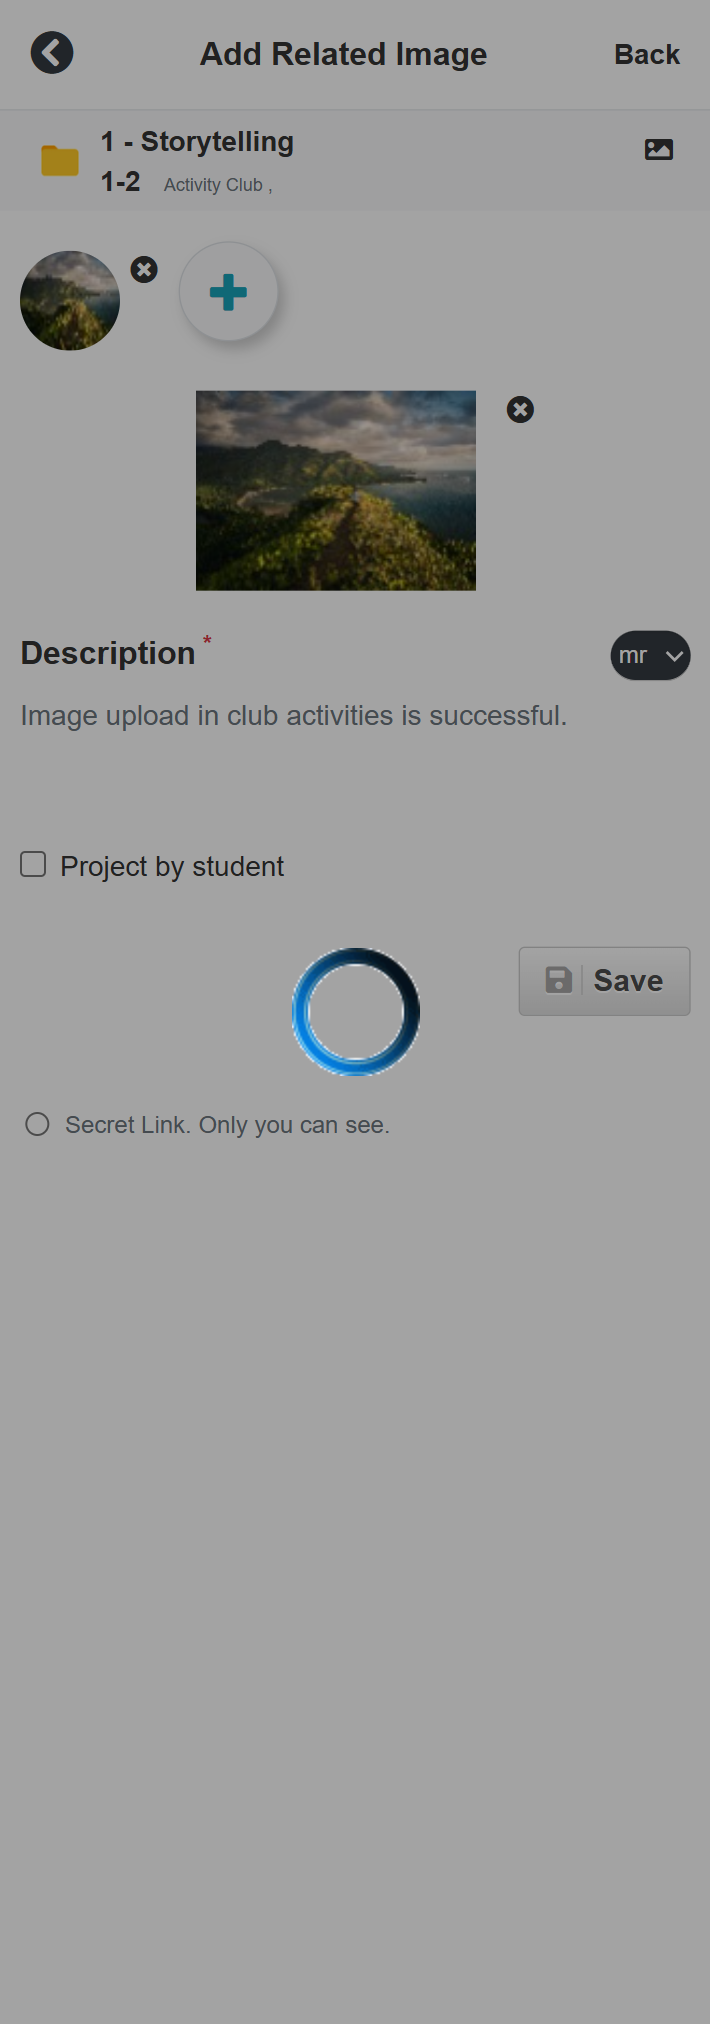 Add Related Image
Back
1 - Storytelling
1-2 Activity Club ,
Description *
mr
Image upload in club activities is successful.
Project by student
Save
Secret Link. Only you can see.